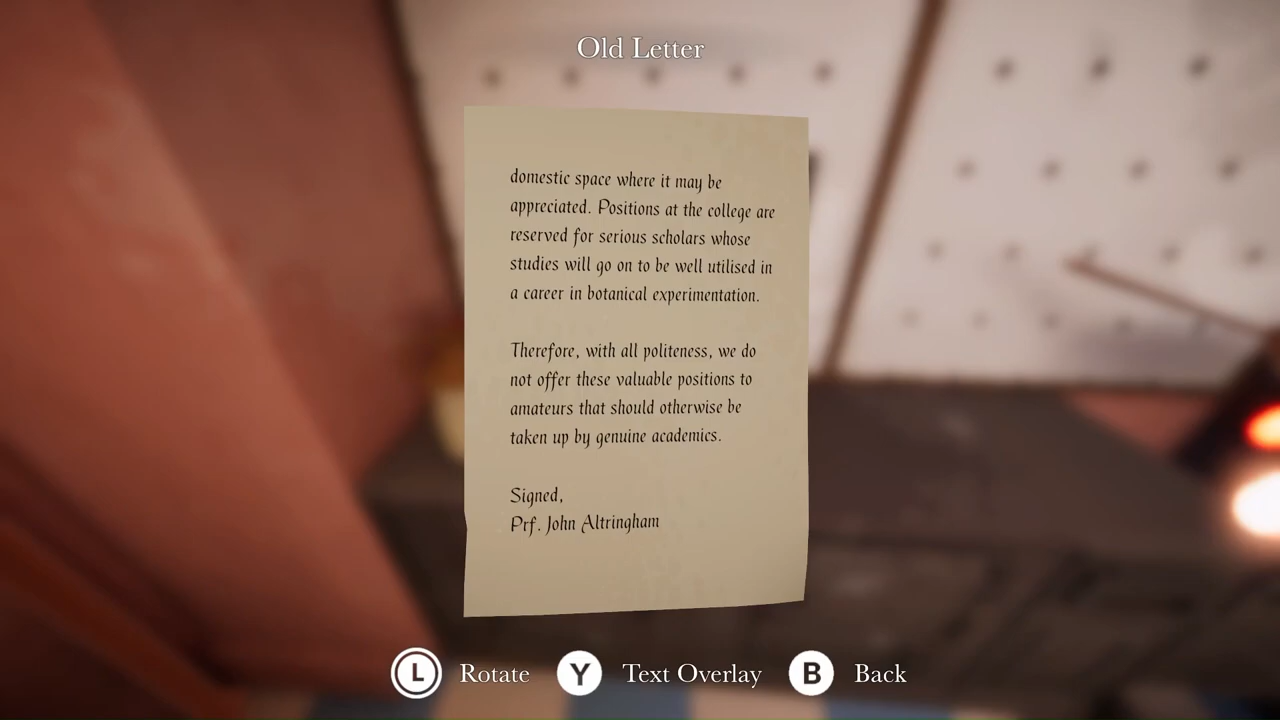 Old Letter
domestic space where it may be
appreciated. Positions at the college are
reserved for serious scholars whose
studies will go on to be well utilised in
a career in botanical experimentation.
Therefore, with all politeness, we do
not offer these valuable positions to
amateurs that should otherwise be
taken up by genuine academics.
Signed,
Prf. John Altringham
L Rotate Y Text Overlay B Back